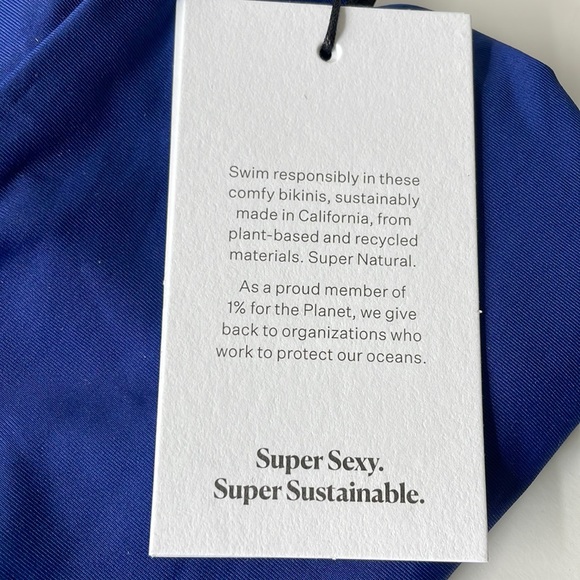 Swim responsibly in these
comfy bikinis, sustainably
made in California, from
plant-based and recycled
materials. Super Natural.
As a proud member of
1% for the Planet, we give
back to organizations who
work to protect our oceans.
Super Sexy.
Super Sustainable.